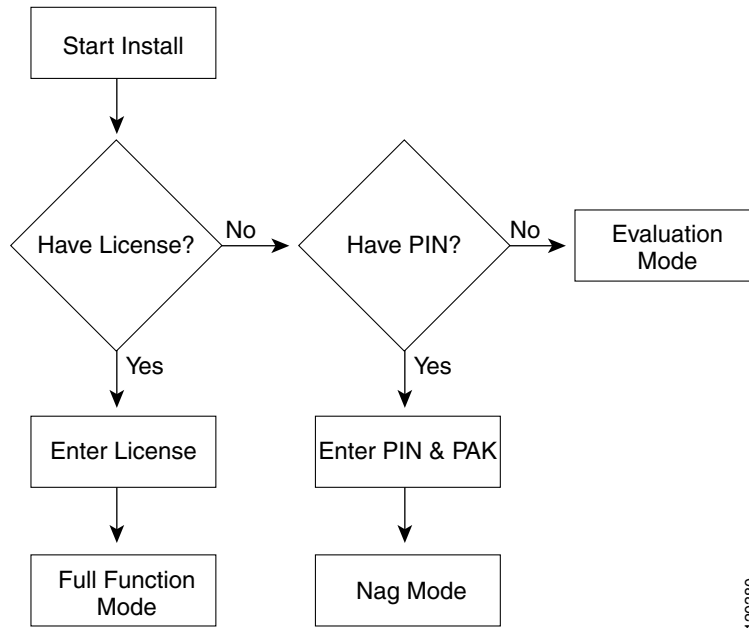 Start Install
Have License?
No
Have PIN?
No
Evaluation
Mode
Yes
Yes
Enter License
Enter PIN & PAK
Full Function
Mode
Nag Mode